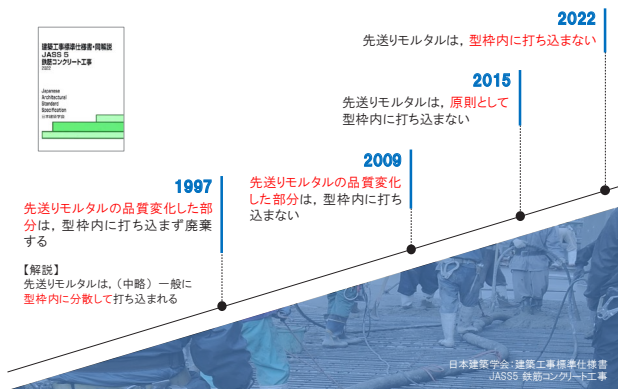 建築工事標準仕様書・同解説
JASS 5
鉄筋コンクリート工事
2022
Japanese
Architectural
Standard
Specification
日本建築学会
1997
先送りモルタルの品質変化した部
分は，型枠内に打ち込まず廃棄
する
【解説】
先送りモルタルは，（中略）一般に
型枠内に分散して打ち込まれる
2009
先送りモルタルの品質変化
した部分は，型枠内に打ち
込まない
2015
先送りモルタルは，原則として
型枠内に打ち込まない
2022
先送りモルタルは，型枠内に打ち込まない
日本建築学会：建築工事標準仕様書
JASS5 鉄筋コンクリート工事